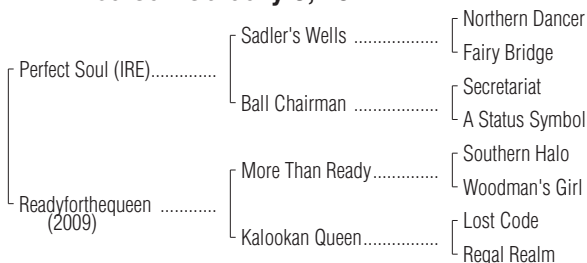 Northern Dancer
Sadler's Wells ...................
Fairy Bridge
Perfect Soul (IRE)..............
Secretariat
Ball Chairman ...................
A Status Symbol
Southern Halo
More Than Ready..............
Woodman's Girl
Readyforthequeen ............
(2009)
Lost Code
Kalookan Queen................
Regal Realm